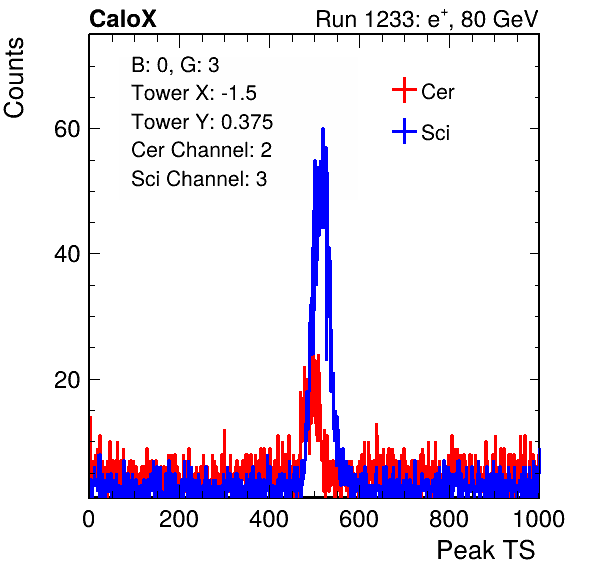 CaloX Run 1233: e⁺, 80 GeV
Counts
B: 0, G: 3
Tower X: -1.5
Tower Y: 0.375
Cer Channel: 2
Sci Channel: 3
Cer
Sci
60
40
20
0 200 400 600 800 1000
Peak TS